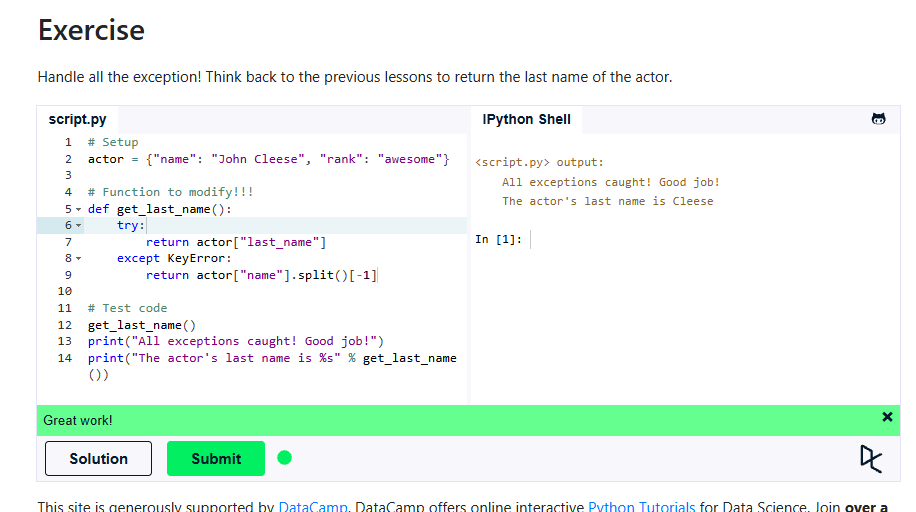 Exercise
Handle all the exception! Think back to the previous lessons to return the last name of the actor.
script.py
1 # Setup
2 actor = {"name": "John Cleese", "rank": "awesome"}
3
4 # Function to modify!!!
5 def get_last_name():
6 try:
7 return actor["last_name"]
8 except KeyError:
9 return actor["name"].split()[-1]
10
11 # Test code
12 get_last_name()
13 print("All exceptions caught! Good job!")
14 print("The actor's last name is %s" % get_last_name
())
IPython Shell
<script.py> output:
All exceptions caught! Good job!
The actor's last name is Cleese
In [1]:
Great work!
Solution
Submit
This site is generously supported by DataCamp. DataCamp offers online interactive Python Tutorials for Data Science. Join over a